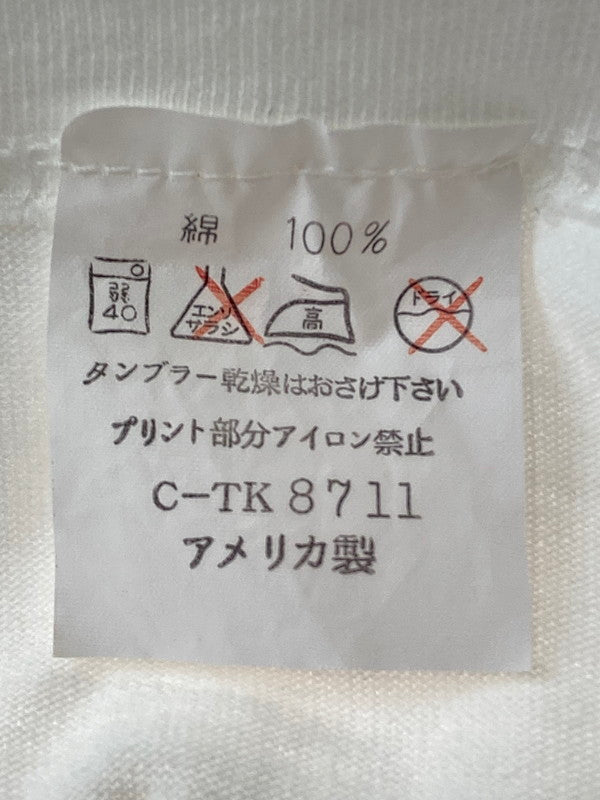 綿 100%
弱 40 エンソ サラシ 高 ドライ
タンブラー乾燥はおさけ下さい
プリント部分アイロン禁止
C-TK 8711
アメリカ製